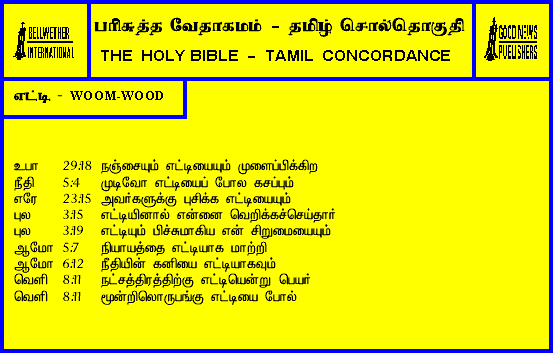 BELLWETHER
INTERNATIONAL
பரிசுத்த வேதாகமம் - தமிழ் சொல்தொகுதி
THE HOLY BIBLE - TAMIL CONCORDANCE
GOOD NEWS
PUBLISHERS
எட்டி - WOOM-WOOD
உபா 29:18 நஞ்சையும் எட்டியையும் முளைப்பிக்கிற
நீதி 5:4 முடிவோ எட்டியைப் போல கசப்பும்
எரே 23:15 அவர்களுக்கு புசிக்க எட்டியையும்
புல 3:15 எட்டியினால் என்னை வெறிக்கச்செய்தார்
புல 3:19 எட்டியும் பிச்சுமாகிய என் சிறுமையையும்
ஆமோ 5:7 நியாயத்தை எட்டியாக மாற்றி
ஆமோ 6:12 நீதியின் கனியை எட்டியாகவும்
வெளி 8:11 நட்சத்திரத்திற்கு எட்டியென்று பெயர்
வெளி 8:11 மூன்றிலொருபங்கு எட்டியை போல்